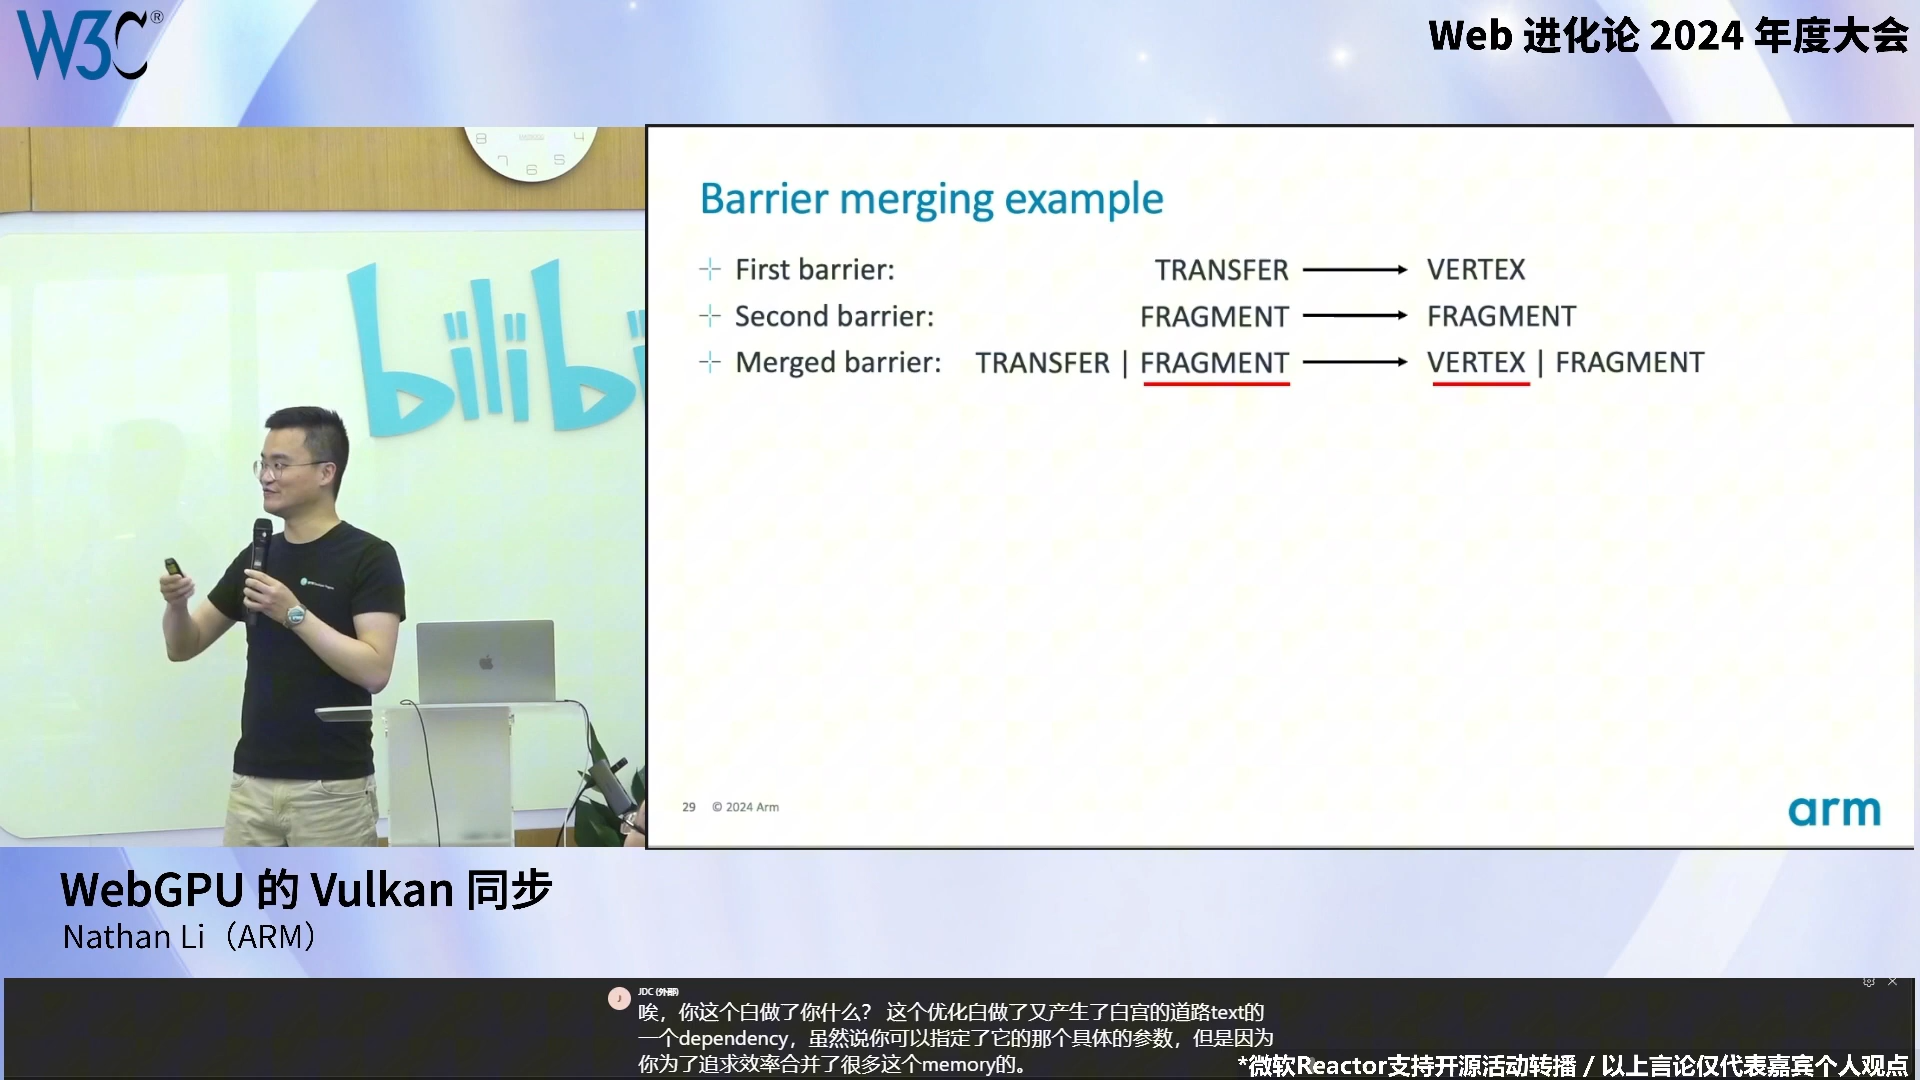 W3C®
Web 进化论 2024 年度大会
8 7 6 5 4
bilibi
Barrier merging example
First barrier: TRANSFER → VERTEX
Second barrier: FRAGMENT → FRAGMENT
Merged barrier: TRANSFER | FRAGMENT → VERTEX | FRAGMENT
29 © 2024 Arm
arm
WebGPU 的 Vulkan 同步
Nathan Li（ARM）
J
JDC (外部)
唉，你这个白做了你什么？ 这个优化白做了又产生了白宫的道路text的
一个dependency，虽然说你可以指定了它的那个具体的参数，但是因为
你为了追求效率合并了很多这个memory的。
*微软Reactor支持开源活动转播 / 以上言论仅代表嘉宾个人观点